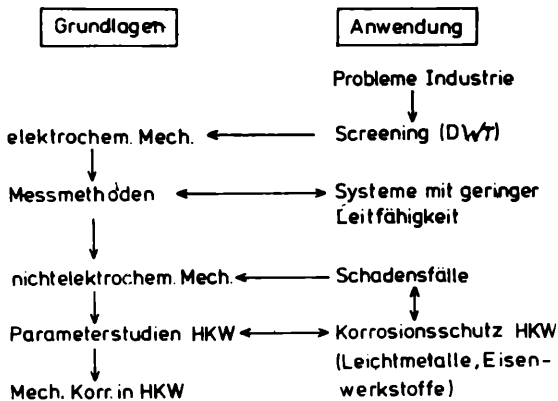 Grundlagen
Anwendung
Probleme Industrie
elektrochem. Mech.
Screening (DWT)
Messmethoden
Systeme mit geringer
Leitfähigkeit
nichtelektrochem. Mech.
Schadensfälle
Parameterstudien HKW
Korrosionsschutz HKW
(Leichtmetalle, Eisen-
werkstoffe)
Mech. Korr. in HKW